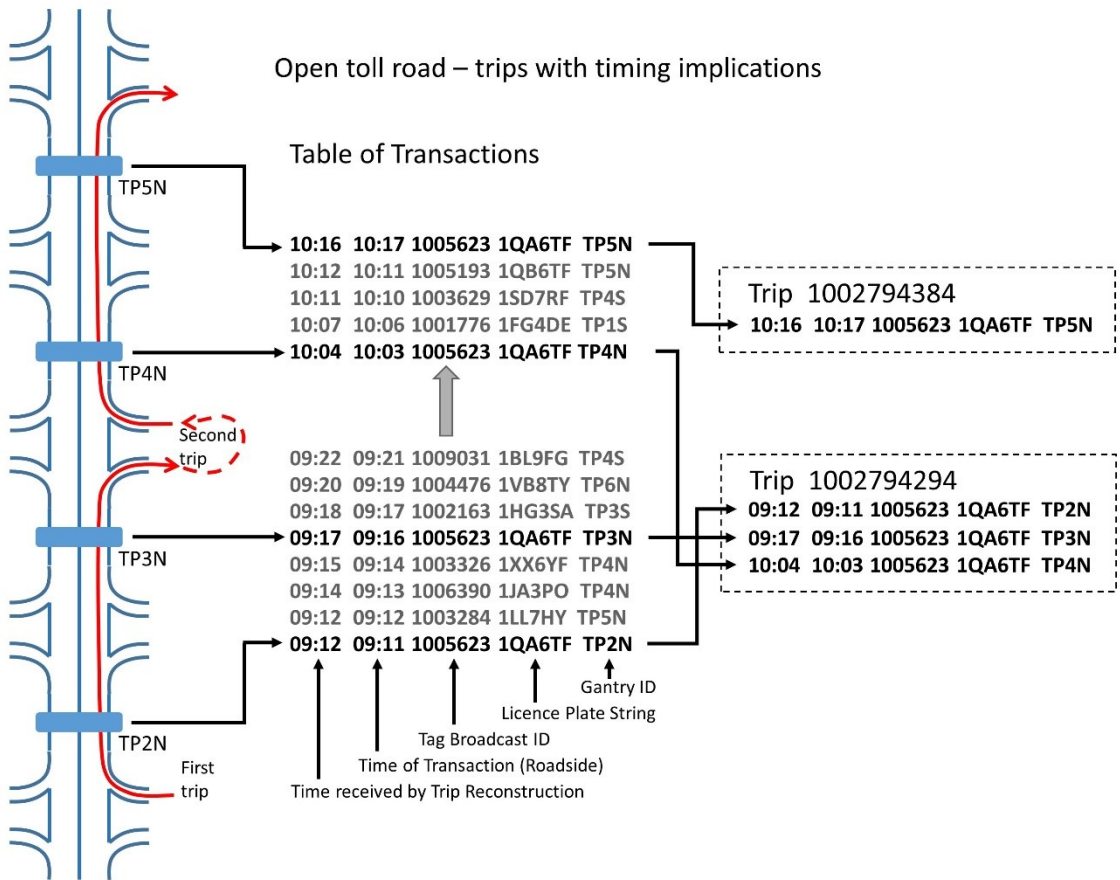 Open toll road – trips with timing implications
Table of Transactions
TP5N
TP4N
Second
trip
TP3N
TP2N
First
trip
10:16 10:17 1005623 1QA6TF TP5N
10:12 10:11 1005193 1QB6TF TP5N
10:11 10:10 1003629 1SD7RF TP4S
10:07 10:06 1001776 1FG4DE TP1S
10:04 10:03 1005623 1QA6TF TP4N
09:22 09:21 1009031 1BL9FG TP4S
09:20 09:19 1004476 1VB8TY TP6N
09:18 09:17 1002163 1HG3SA TP3S
09:17 09:16 1005623 1QA6TF TP3N
09:15 09:14 1003326 1XX6YF TP4N
09:14 09:13 1006390 1JA3PO TP4N
09:12 09:12 1003284 1LL7HY TP5N
09:12 09:11 1005623 1QA6TF TP2N
Gantry ID
Licence Plate String
Tag Broadcast ID
Time of Transaction (Roadside)
Time received by Trip Reconstruction
Trip 1002794384
10:16 10:17 1005623 1QA6TF TP5N
Trip 1002794294
09:12 09:11 1005623 1QA6TF TP2N
09:17 09:16 1005623 1QA6TF TP3N
10:04 10:03 1005623 1QA6TF TP4N